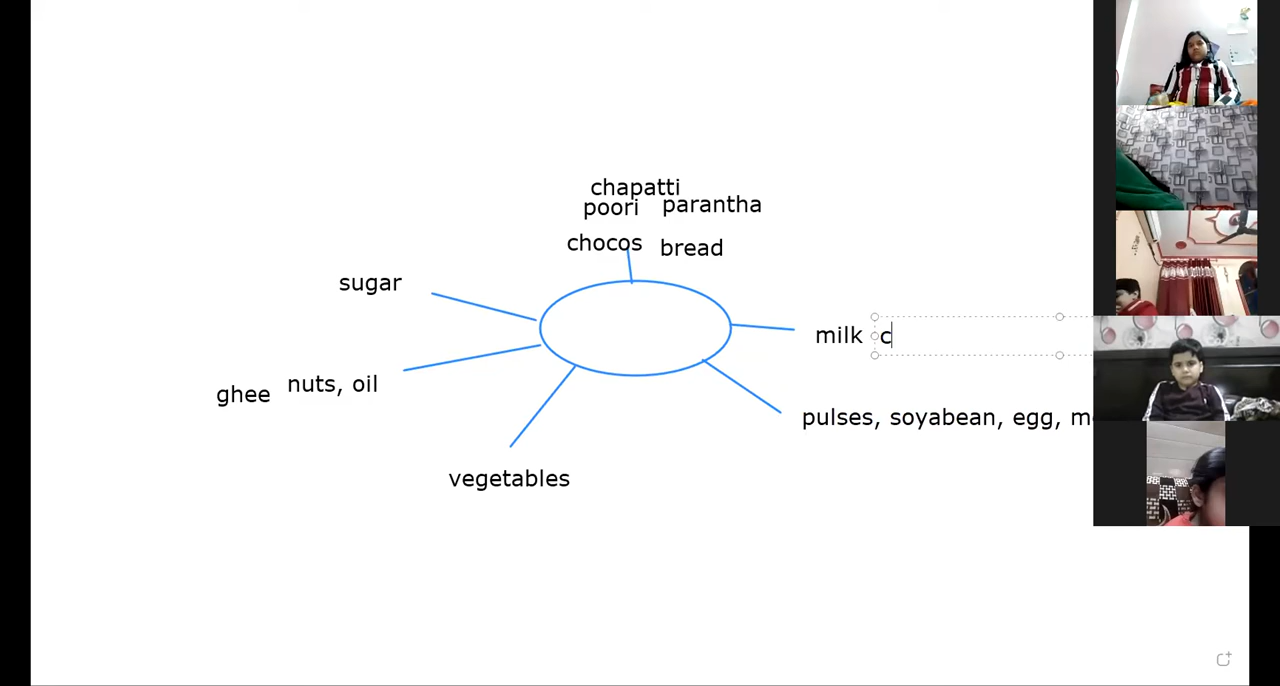 chapatti
poori parantha
chocos bread
sugar
milk c
nuts, oil
ghee
pulses, soyabean, egg,
vegetables